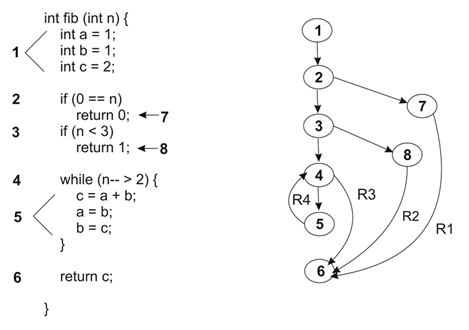 int fib (int n) {
1 int a = 1;
int b = 1;
int c = 2;
2 if (0 == n)
return 0; 7
3 if (n < 3)
return 1; 8
4 while (n-- > 2) {
5 c = a + b;
a = b;
b = c;
}
6 return c;
}
1
2
7
3
8
4
R3
R4
5
R2
R1
6